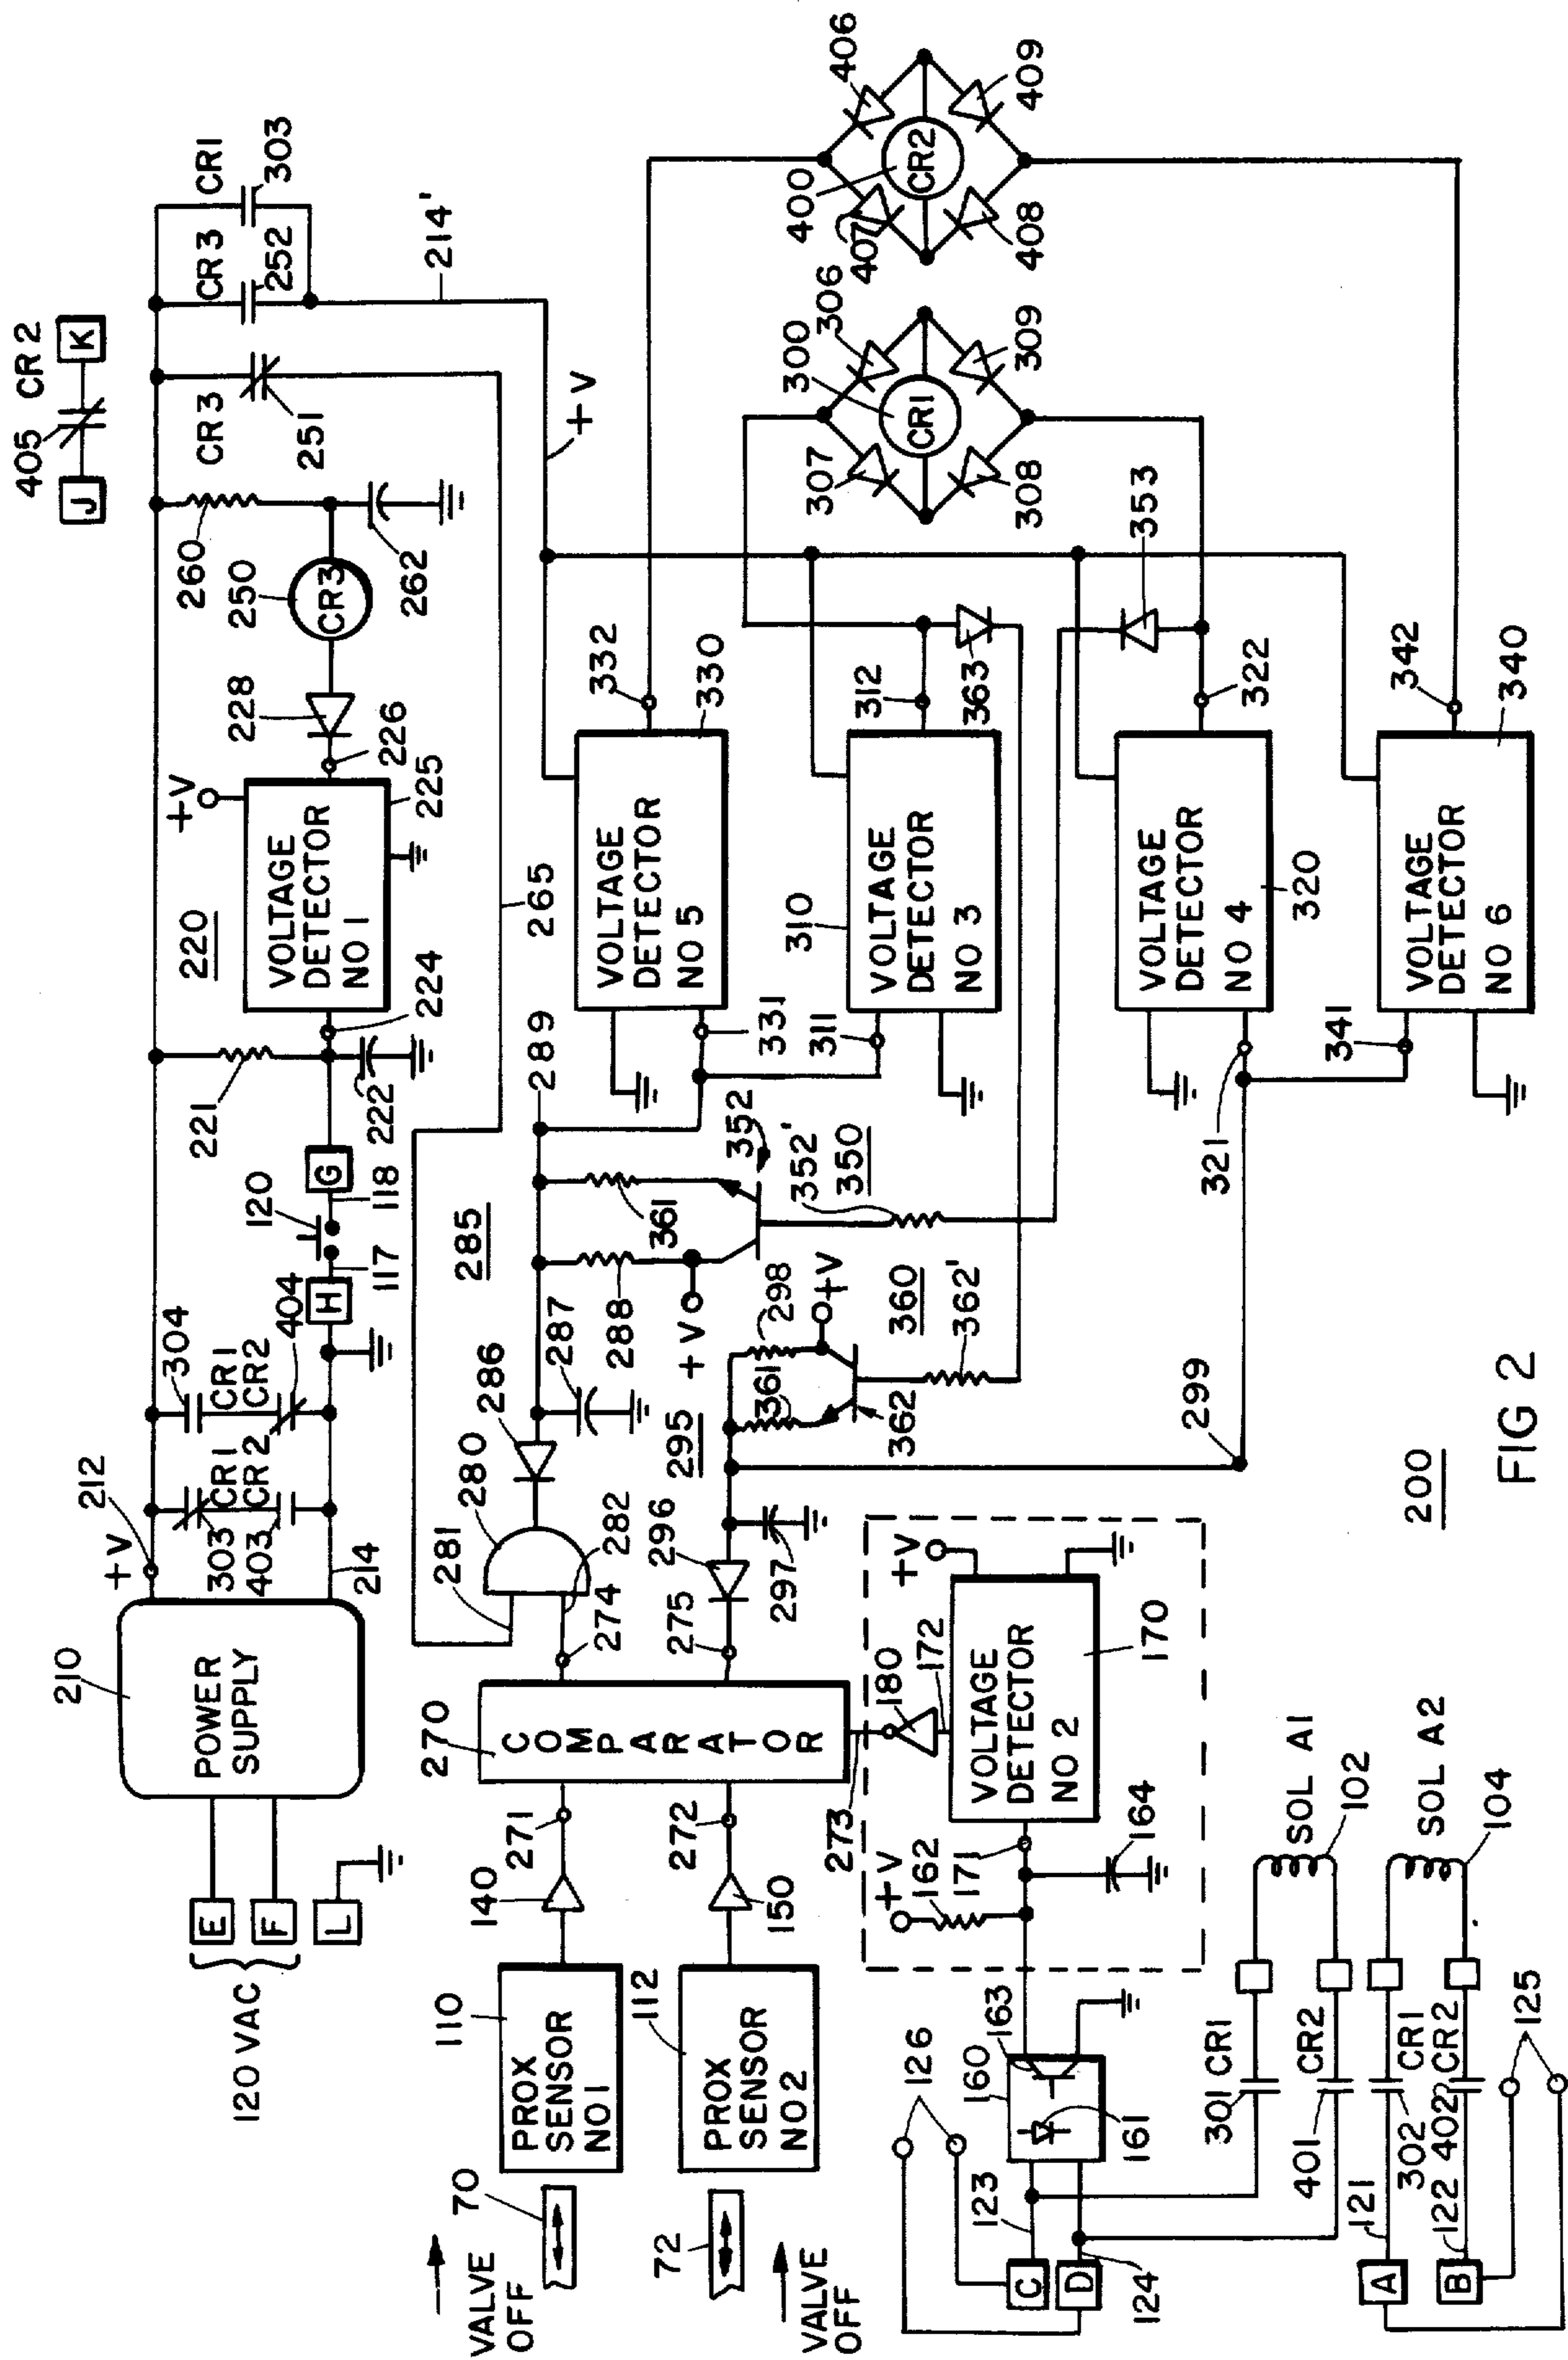 405 CR2
J
K
120 VAC
E
F
L
210
POWER
SUPPLY
+V
212
214
303
CR1
403
CR2
304
CR1
404
CR2
H
117
120
118
G
221
222
224
220
VOLTAGE
DETECTOR
NO 1
+V
225
226
228
250
CR3
260
262
CR3
251
CR3
252
CR1
303
214'
+V
265
VALVE
OFF
70
72
VALVE
OFF
110
PROX
SENSOR
NO 1
112
PROX
SENSOR
NO 2
140
150
271
272
273
270
COMPARATOR
274
275
281
282
280
286
287
288
285
289
+V
361
352
352'
350
296
297
295
298
+V
361
362
360
362'
299
VOLTAGE
DETECTOR
NO 5
330
331
332
310
VOLTAGE
DETECTOR
NO 3
311
312
363
VOLTAGE
DETECTOR
NO 4
320
321
322
353
VOLTAGE
DETECTOR
NO 6
340
341
342
300
CR1
306
307
308
309
400
CR2
406
407
408
409
180
172
+V
VOLTAGE
DETECTOR
NO 2
170
171
+V
162
164
163
160
161
126
123
124
C
D
301 CR1
401 CR2
SOL A1
102
121
122
A
B
302 CR1
402 CR2
SOL A2
104
125
200
FIG 2